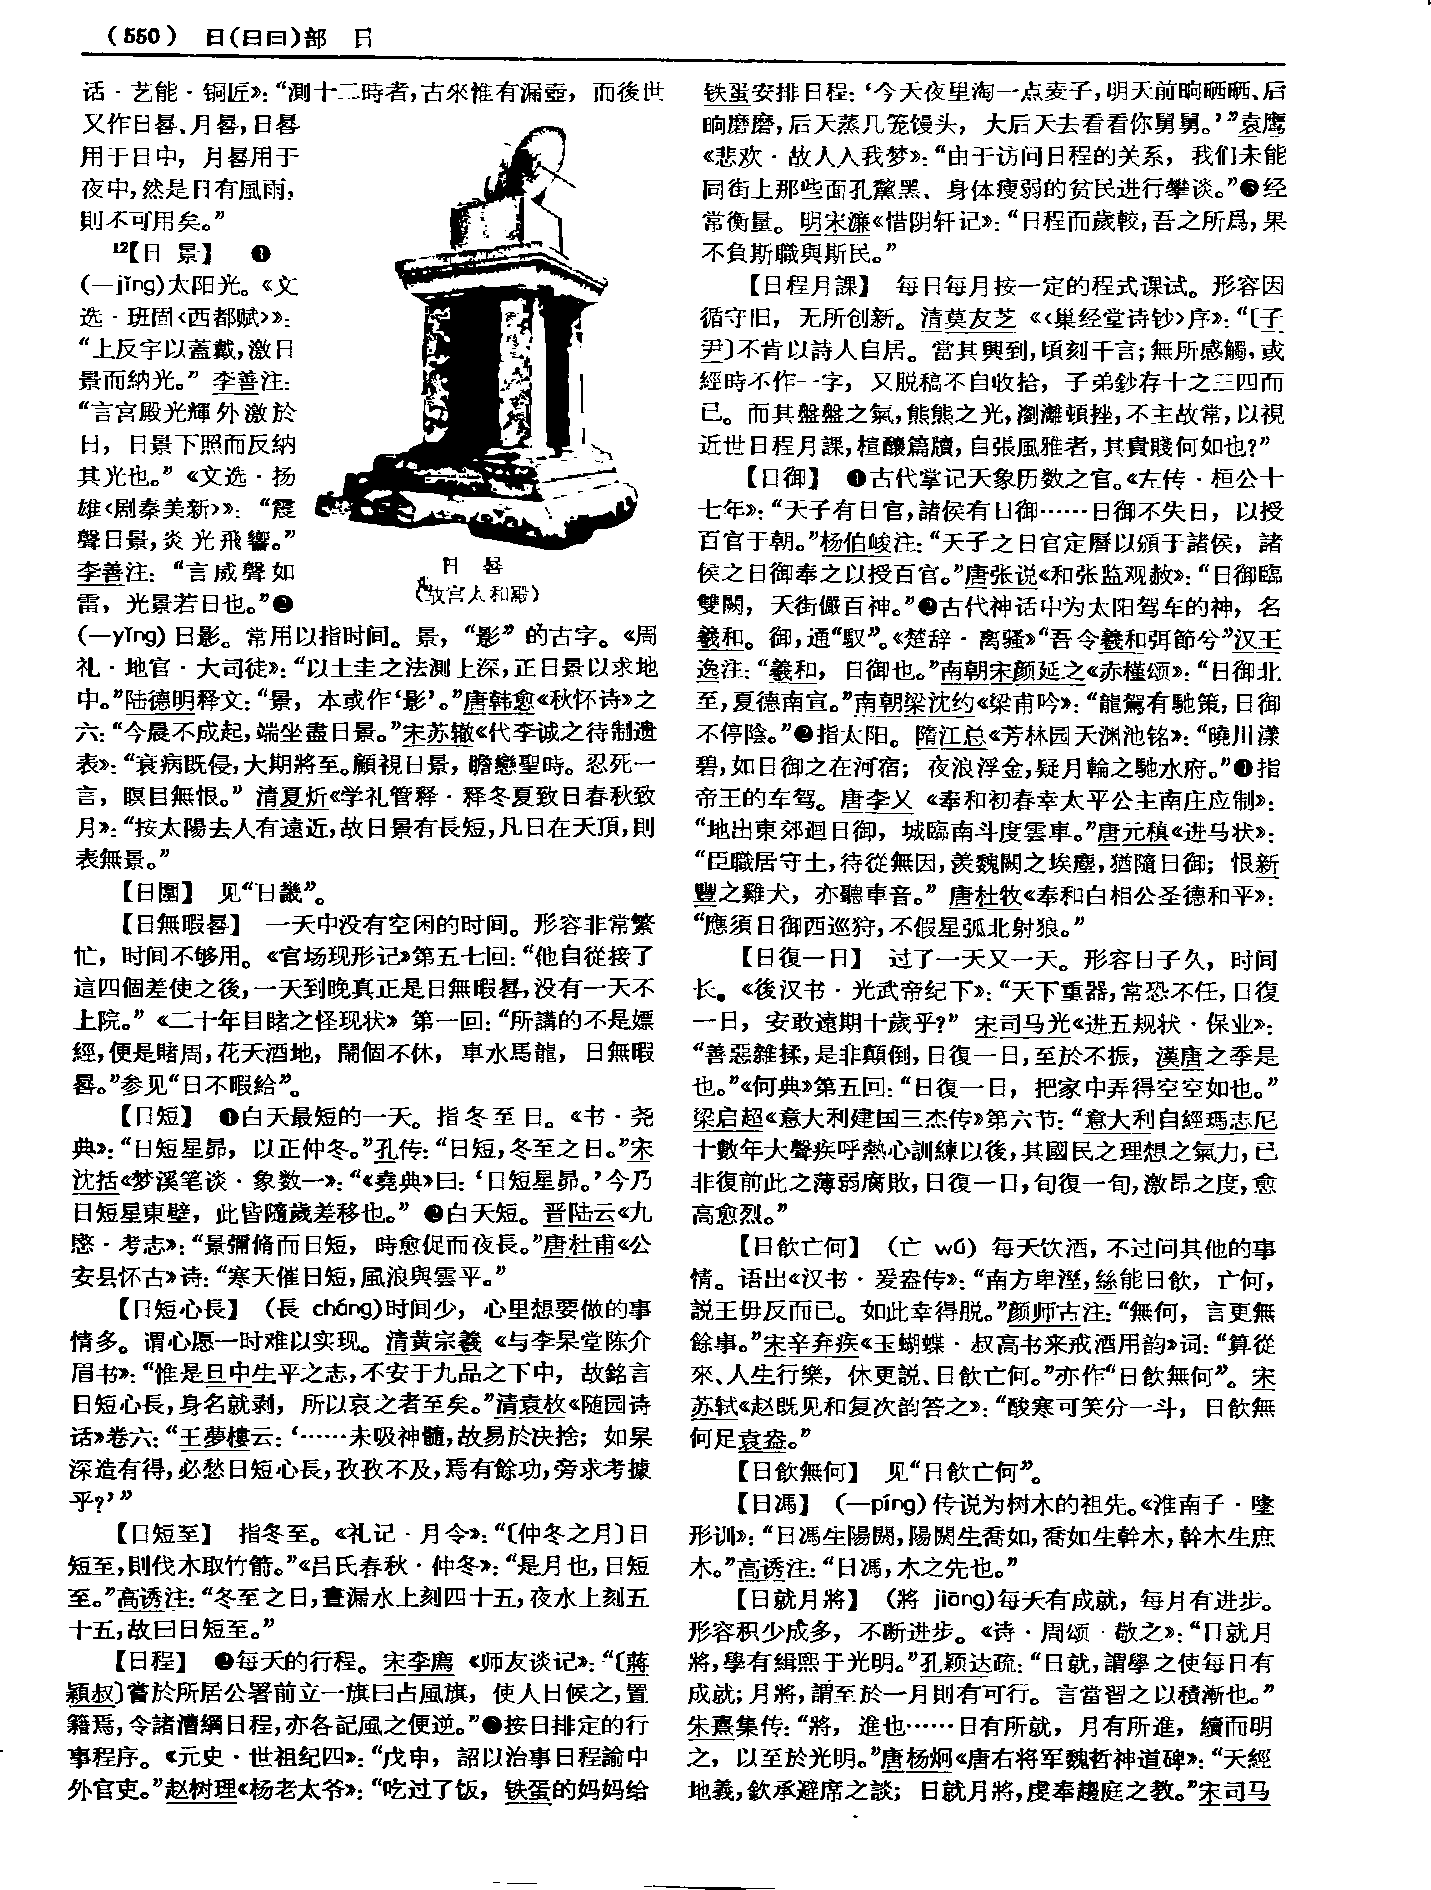 （550） 日(日曰)部 日
话·艺能·铜匠》：“測十二時者，古來惟有漏壺，而後世
又作日晷、月晷，日晷
用于日中，月晷用于
夜中，然是日有風雨，
則不可用矣。”
12【日景】 ❶
(—jǐng)太阳光。《文
选·班固〈西都赋〉》：
“上反宇以蓋戴，激日
景而納光。”李善注：
“言宮殿光輝外激於
日，日景下照而反納
其光也。”《文选·扬
雄〈剧秦美新〉》：“震
聲日景，炎光飛響。”
李善注：“言威聲如
雷，光景若日也。”❷
日晷
（故宫太和殿）
(—yǐng)日影。常用以指时间。景，“影”的古字。《周
礼·地官·大司徒》：“以土圭之法測土深，正日景以求地
中。”陆德明释文：“景，本或作‘影’。”唐韩愈《秋怀诗》之
六：“今晨不成起，端坐盡日景。”宋苏辙《代李诚之待制遗
表》：“衰病既侵，大期將至。顧視日景，瞻戀聖時。忍死一
言，瞑目無恨。”清夏炘《学礼管释·释冬夏致日春秋致
月》：“按太陽去人有遠近，故日景有長短，凡日在天頂，則
表無景。”
【日圍】 见“日畿”。
【日無暇晷】 一天中没有空闲的时间。形容非常繁
忙，时间不够用。《官场现形记》第五七回：“他自從接了
這四個差使之後，一天到晚真正是日無暇晷，没有一天不
上院。”《二十年目睹之怪现状》第一回：“所講的不是嫖
經，便是賭周，花天酒地，鬧個不休，車水馬龍，日無暇
晷。”参见“日不暇給”。
【日短】 ❶白天最短的一天。指冬至日。《书·尧
典》：“日短星昴，以正仲冬。”孔传：“日短，冬至之日。”宋
沈括《梦溪笔谈·象数一》：“《堯典》曰：‘日短星昴。’今乃
日短星東壁，此皆隨歲差移也。”❷白天短。晋陆云《九
愍·考志》：“景彌脩而日短，時愈促而夜長。”唐杜甫《公
安县怀古》诗：“寒天催日短，風浪與雲平。”
【日短心長】 （長 cháng)时间少，心里想要做的事
情多。谓心愿一时难以实现。清黄宗羲《与李杲堂陈介
眉书》：“惟是旦中生平之志，不安于九品之下中，故銘言
日短心長，身名就剥，所以哀之者至矣。”清袁枚《随园诗
话》卷六：“王夢樓云：‘……未吸神髓，故易於决捨；如果
深造有得，必愁日短心長，孜孜不及，焉有餘功，旁求考據
乎？’”
【日短至】 指冬至。《礼记·月令》：“〔仲冬之月〕日
短至，則伐木取竹箭。”《吕氏春秋·仲冬》：“是月也，日短
至。”高诱注：“冬至之日，晝漏水上刻四十五，夜水上刻五
十五，故曰日短至。”
【日程】 ❶每天的行程。宋李廌《师友谈记》：“〔蔣
穎叔〕嘗於所居公署前立一旗曰占風旗，使人日候之，置
籍焉，令諸漕綱日程，亦各記風之便逆。”❷按日排定的行
事程序。《元史·世祖纪四》：“戊申，詔以治事日程諭中
外官吏。”赵树理《杨老太爷》：“吃过了饭，铁蛋的妈妈给
铁蛋安排日程：‘今天夜里淘一点麦子，明天前晌晒晒、后
晌磨磨，后天蒸几笼馒头，大后天去看看你舅舅。’”袁鹰
《悲欢·故人入我梦》：“由于访问日程的关系，我们未能
同街上那些面孔黧黑、身体瘦弱的贫民进行攀谈。”❸经
常衡量。明宋濂《惜阴轩记》：“日程而歲較，吾之所爲，果
不負斯職與斯民。”
【日程月課】 每日每月按一定的程式课试。形容因
循守旧，无所创新。清莫友芝《〈巢经堂诗钞〉序》：“〔子
尹〕不肯以詩人自居。當其興到，頃刻千言；無所感觸，或
經時不作一字，又脱稿不自收拾，子弟鈔存十之三四而
已。而其盤盤之氣，熊熊之光，瀏灕頓挫，不主故常，以視
近世日程月課，楦釀篇牘，自張風雅者，其貴賤何如也？”
【日御】 ❶古代掌记天象历数之官。《左传·桓公十
七年》：“天子有日官，諸侯有日御……日御不失日，以授
百官于朝。”杨伯峻注：“天子之日官定曆以頒于諸侯，諸
侯之日御奉之以授百官。”唐张说《和张监观赦》：“日御臨
雙闕，天街儼百神。”❷古代神话中为太阳驾车的神，名
羲和。御，通“馭”。《楚辞·离骚》“吾令羲和弭節兮”汉王
逸注：“羲和，日御也。”南朝宋颜延之《赤槿颂》：“日御北
至，夏德南宣。”南朝梁沈约《梁甫吟》：“龍駕有馳策，日御
不停陰。”❸指太阳。隋江总《芳林园天渊池铭》：“曉川漾
碧，如日御之在河宿；夜浪浮金，疑月輪之馳水府。”❹指
帝王的车驾。唐李乂《奉和初春幸太平公主南庄应制》：
“地出東郊迴日御，城臨南斗度雲車。”唐元稹《进马状》：
“臣職居守土，待從無因，羨魏闕之埃塵，猶隨日御；恨新
豐之雞犬，亦聽車音。”唐杜牧《奉和白相公圣德和平》：
“應須日御西巡狩，不假星弧北射狼。”
【日復一日】 过了一天又一天。形容日子久，时间
长。《後汉书·光武帝纪下》：“天下重器，常恐不任，日復
一日，安敢遠期十歲乎？”宋司马光《进五规状·保业》：
“善惡雜揉，是非顛倒，日復一日，至於不振，漢唐之季是
也。”《何典》第五回：“日復一日，把家中弄得空空如也。”
梁启超《意大利建国三杰传》第六节：“意大利自經瑪志尼
十數年大聲疾呼熱心訓練以後，其國民之理想之氣力，已
非復前此之薄弱腐敗，日復一日，旬復一旬，激昂之度，愈
高愈烈。”
【日飲亡何】 （亡 wú）每天饮酒，不过问其他的事
情。语出《汉书·爰盎传》：“南方卑溼，絲能日飲，亡何，
説王毋反而已。如此幸得脱。”颜师古注：“無何，言更無
餘事。”宋辛弃疾《玉蝴蝶·叔高书来戒酒用韵》词：“算從
來、人生行樂，休更説、日飲亡何。”亦作“日飲無何”。宋
苏轼《赵既见和复次韵答之》：“酸寒可笑分一斗，日飲無
何足袁盎。”
【日飲無何】 见“日飲亡何”。
【日馮】 （—píng)传说为树木的祖先。《淮南子·墬
形训》：“日馮生陽閼，陽閼生喬如，喬如生幹木，幹木生庶
木。”高诱注：“日馮，木之先也。”
【日就月將】 （將 jiāng)每天有成就，每月有进步。
形容积少成多，不断进步。《诗·周颂·敬之》：“日就月
將，學有緝熙于光明。”孔颖达疏：“日就，謂學之使每日有
成就；月將，謂至於一月則有可行。言當習之以積漸也。”
朱熹集传：“將，進也……日有所就，月有所進，續而明
之，以至於光明。”唐杨炯《唐右将军魏哲神道碑》：“天經
地義，欽承避席之談；日就月將，虔奉趨庭之教。”宋司马